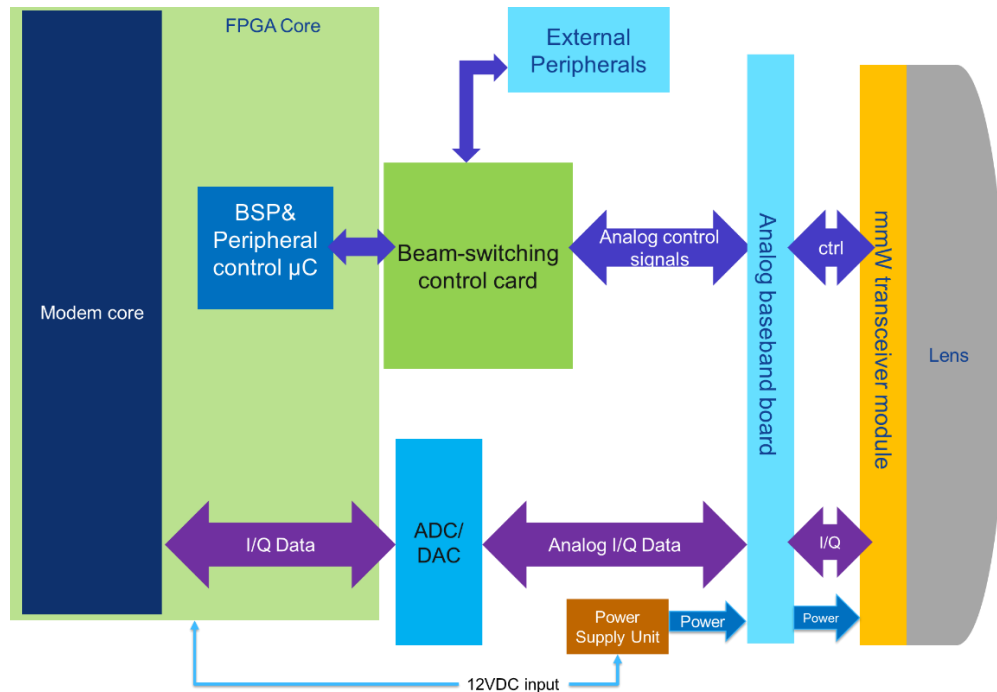 FPGA Core
External
Peripherals
BSP&
Peripheral
control µC
Beam-switching
control card
Analog control
signals
ctrl
Modem core
Analog baseband board
mmW transceiver module
Lens
I/Q Data
ADC/
DAC
Analog I/Q Data
I/Q
Power
Supply Unit
Power
Power
12VDC input